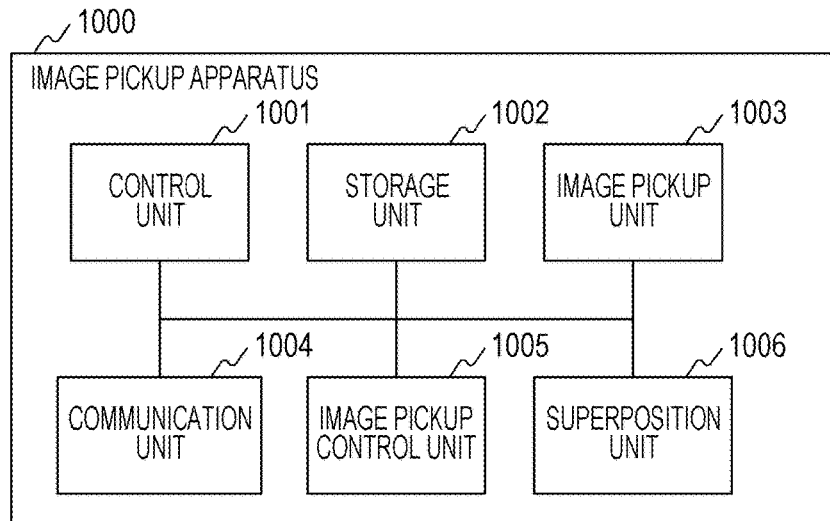 1000
IMAGE PICKUP APPARATUS
1001
CONTROL
UNIT
1002
STORAGE
UNIT
1003
IMAGE PICKUP
UNIT
1004
COMMUNICATION
UNIT
1005
IMAGE PICKUP
CONTROL UNIT
1006
SUPERPOSITION
UNIT